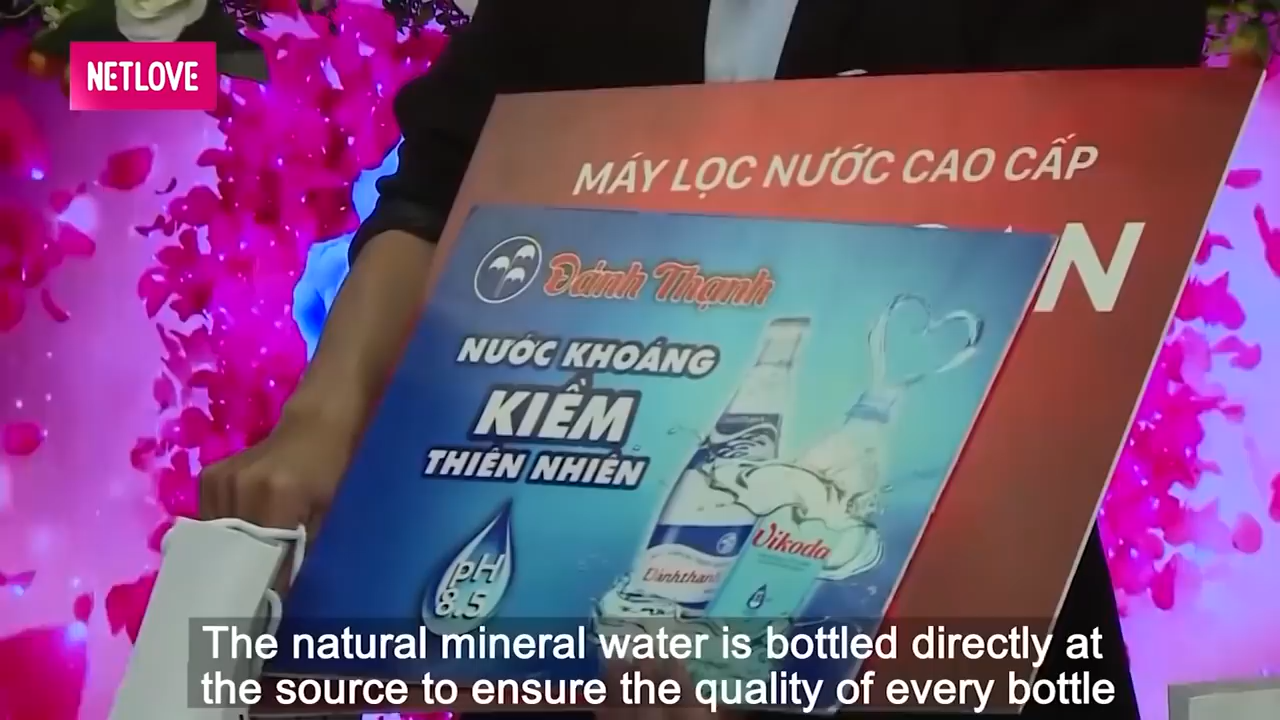 NETLOVE
MÁY LỌC NƯỚC CAO CẤP
N
Đảnh Thạnh
NƯỚC KHOÁNG
KIỀM
THIÊN NHIÊN
pH
8.5
Vikoda
Đảnhthạnh
The natural mineral water is bottled directly at
the source to ensure the quality of every bottle